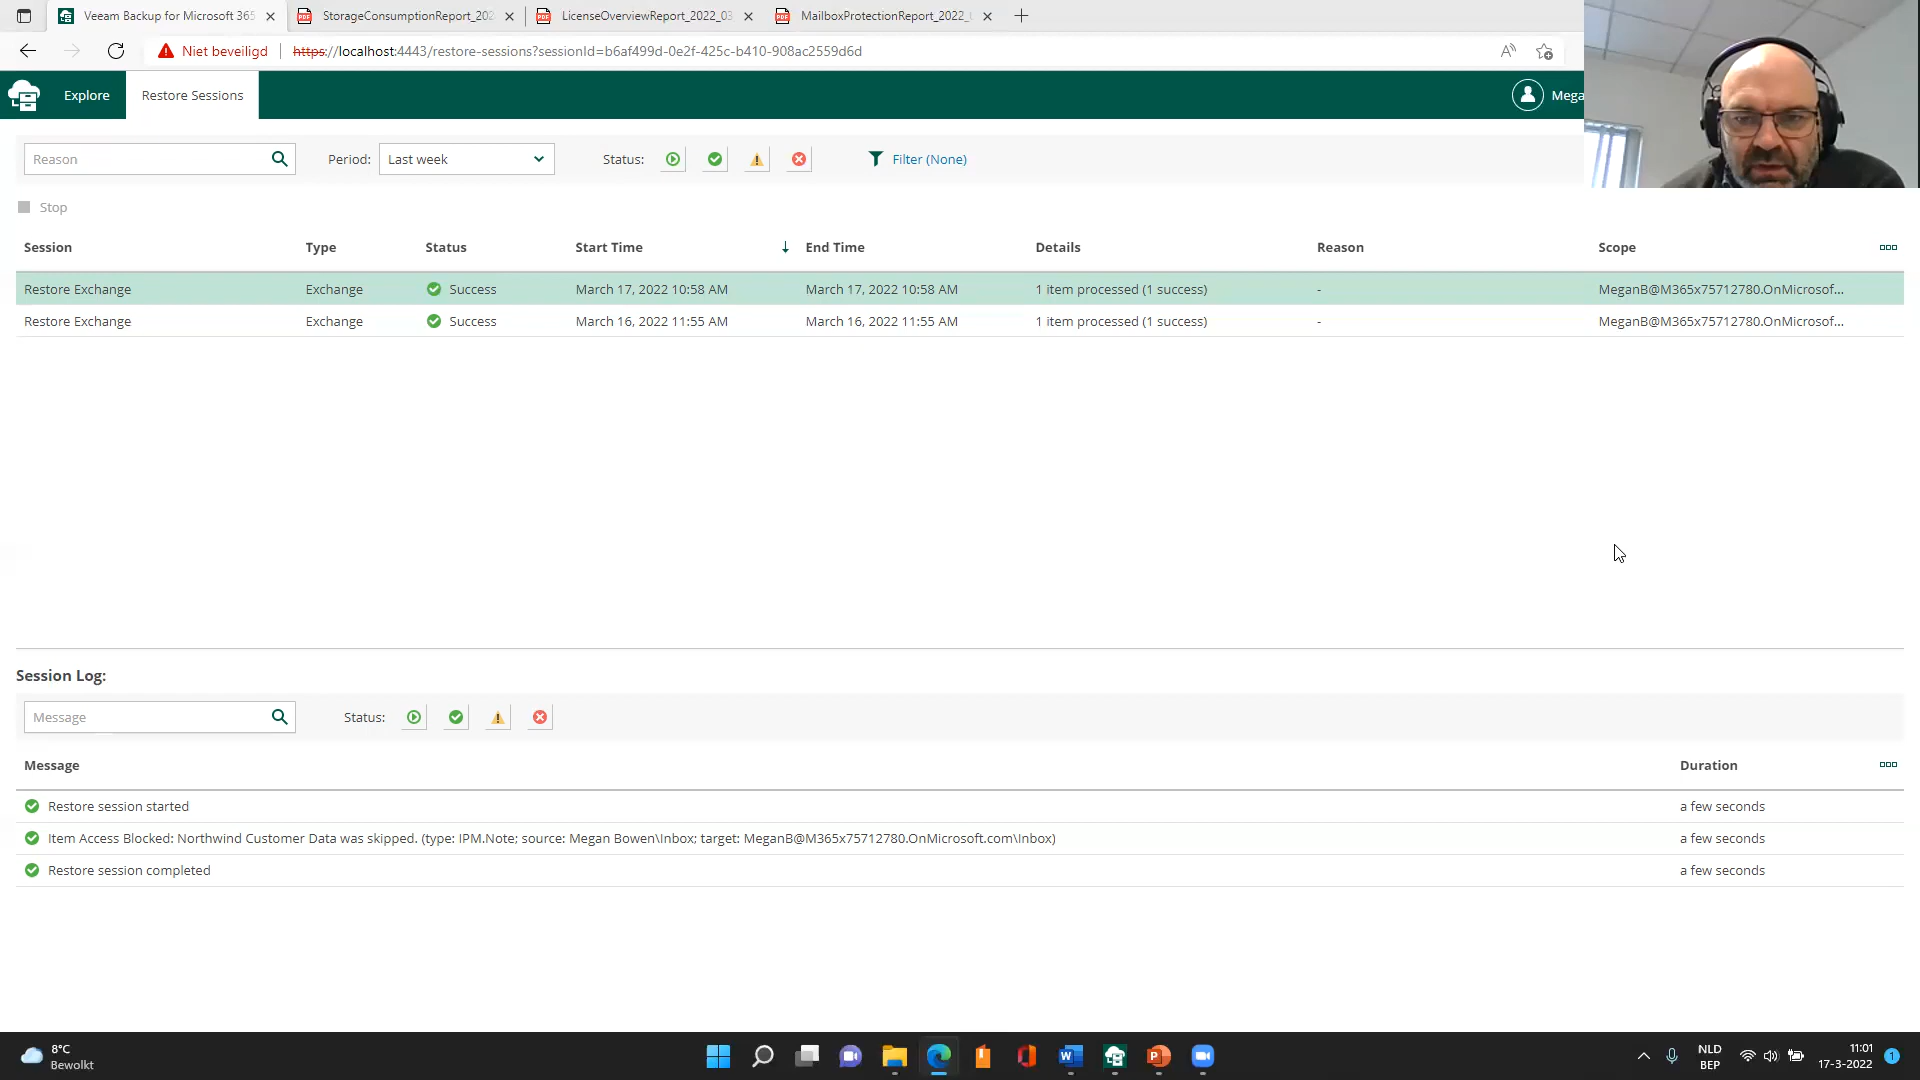 Veeam Backup for Microsoft 365
StorageConsumptionReport_202
LicenseOverviewReport_2022_03
MailboxProtectionReport_2022_
Niet beveiligd
https://localhost:4443/restore-sessions?sessionId=b6af499d-0e2f-425c-b410-908ac2559d6d
Explore
Restore Sessions
Mega
Reason
Period:
Last week
Status:
Filter (None)
Stop
Session Type Status Start Time End Time Details Reason Scope
Restore Exchange Exchange Success March 17, 2022 10:58 AM March 17, 2022 10:58 AM 1 item processed (1 success) - MeganB@M365x75712780.OnMicrosof...
Restore Exchange Exchange Success March 16, 2022 11:55 AM March 16, 2022 11:55 AM 1 item processed (1 success) - MeganB@M365x75712780.OnMicrosof...
Session Log:
Message
Status:
Message Duration
Restore session started a few seconds
Item Access Blocked: Northwind Customer Data was skipped. (type: IPM.Note; source: Megan Bowen\Inbox; target: MeganB@M365x75712780.OnMicrosoft.com\Inbox) a few seconds
Restore session completed a few seconds
8°C
Bewolkt
NLD
BEP
11:01
17-3-2022
1